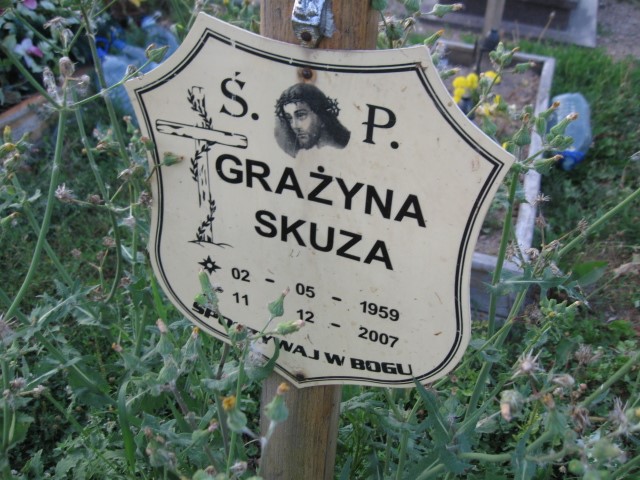 Ś. P.
GRAŻYNA
SKUZA
02 - 05 - 1959
11 - 12 - 2007
W BOGU